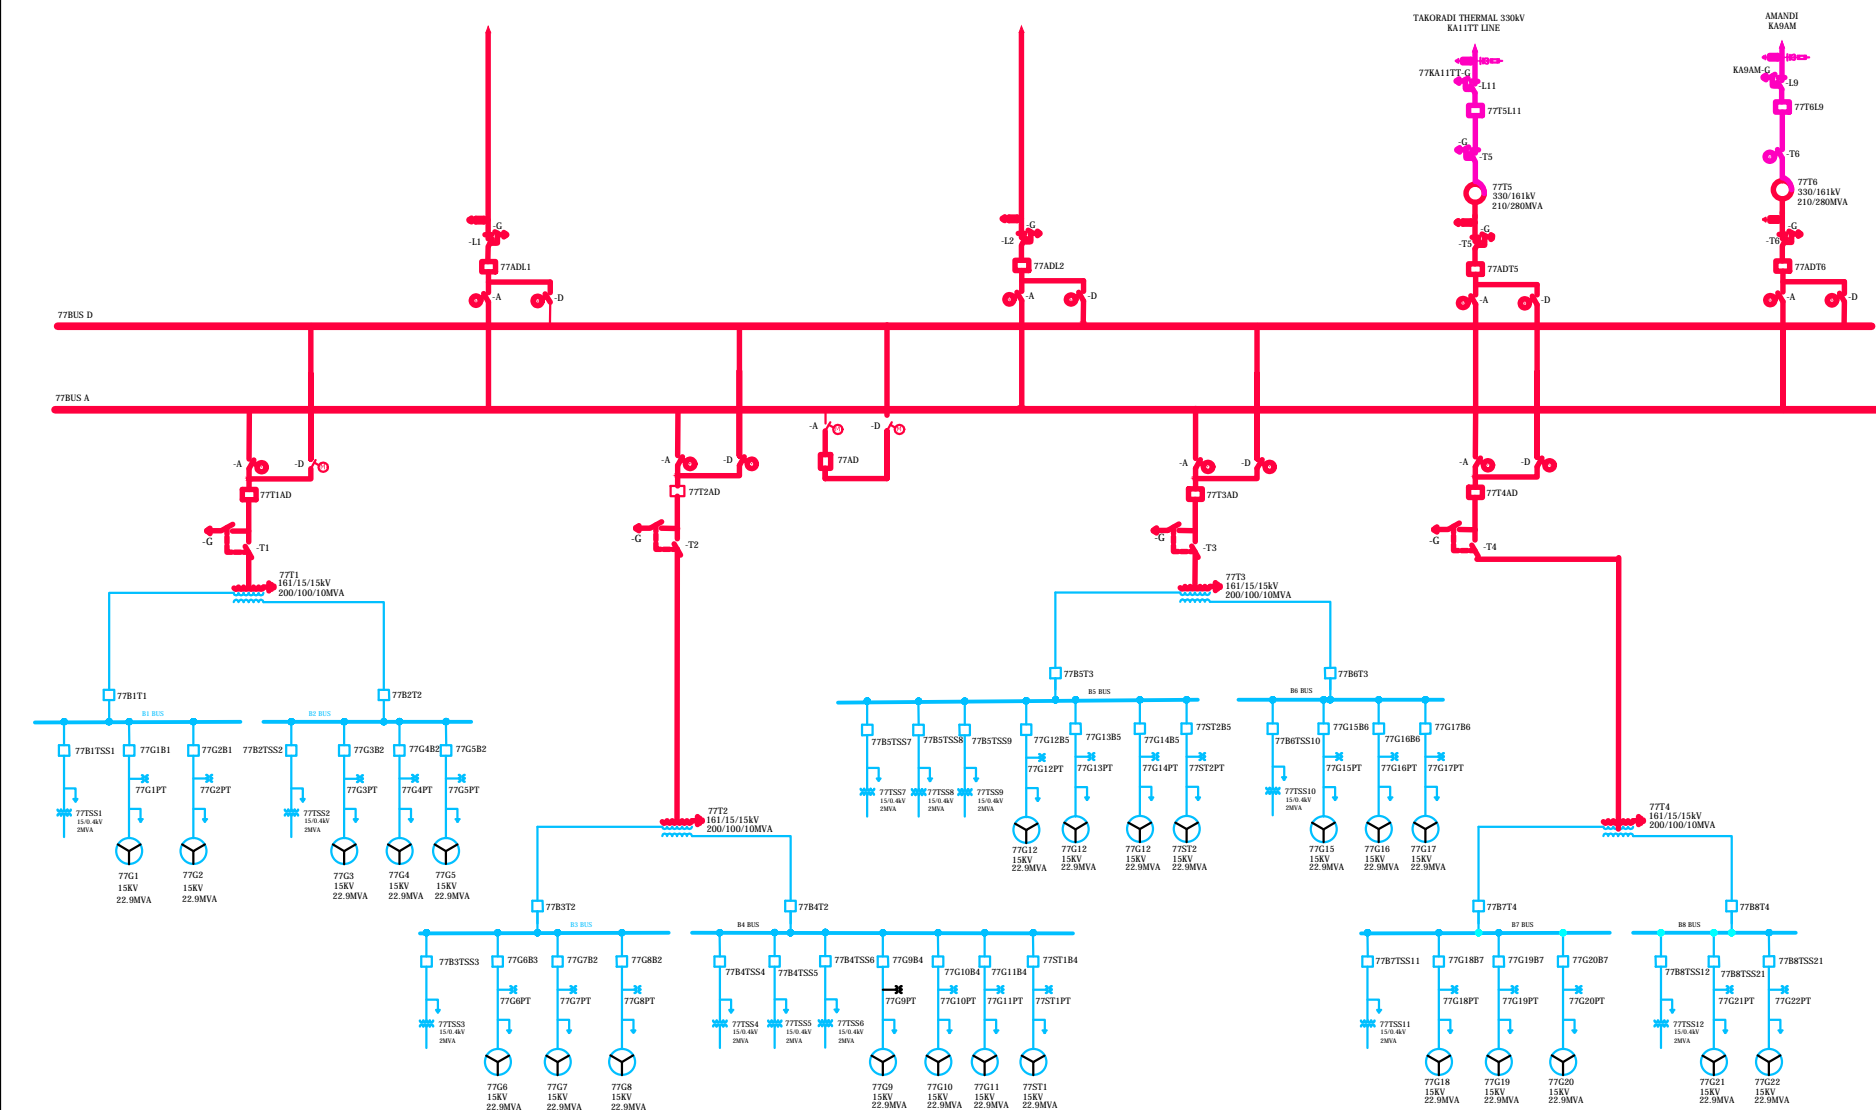 TAKORADI THERMAL 330kV
KA11TT LINE
AMANDI
KA9AM
77KA11TT-G
-L11
77T5L11
-G
-T5
77T5
330/161kV
210/280MVA
KA9AM-G
-L9
77T6L9
-T6
77T6
330/161kV
210/280MVA
-G
-L1
77ADL1
-A
-D
-G
-L2
77ADL2
-A
-D
-G
-T5
77ADT5
-A
-D
-G
-T6
77ADT6
-A
-D
77BUS D
77BUS A
-A
-D
77T1AD
-G
-T1
77T1
161/15/15kV
200/100/10MVA
-A
-D
77T2AD
-G
-T2
-A
-D
77AD
-A
-D
77T3AD
-G
-T3
77T3
161/15/15kV
200/100/10MVA
-A
-D
77T4AD
-G
-T4
77B1T1
B1 BUS
77B2T2
B2 BUS
77B1TSS1
77G1B1
77G2B1
77B2TSS2
77G3B2
77G4B2
77G5B2
77G1PT
77G2PT
77G3PT
77G4PT
77G5PT
77TSS1
15/0.4kV
2MVA
77TSS2
15/0.4kV
2MVA
77G1
15KV
22.9MVA
77G2
15KV
22.9MVA
77G3
15KV
22.9MVA
77G4
15KV
22.9MVA
77G5
15KV
22.9MVA
77T2
161/15/15kV
200/100/10MVA
77B5T3
B5 BUS
77B6T3
B6 BUS
77B5TSS7
77B5TSS8
77B5TSS9
77G12B5
77G13B5
77G14B5
77ST2B5
77B6TSS10
77G15B6
77G16B6
77G17B6
77G12PT
77G13PT
77G14PT
77ST2PT
77G15PT
77G16PT
77G17PT
77TSS7
15/0.4kV
2MVA
77TSS8
15/0.4kV
2MVA
77TSS9
15/0.4kV
2MVA
77TSS10
15/0.4kV
2MVA
77G12
15KV
22.9MVA
77G12
15KV
22.9MVA
77G12
15KV
22.9MVA
77ST2
15KV
22.9MVA
77G15
15KV
22.9MVA
77G16
15KV
22.9MVA
77G17
15KV
22.9MVA
77T4
161/15/15kV
200/100/10MVA
77B3T2
B3 BUS
77B4T2
B4 BUS
77B3TSS3
77G6B3
77G7B2
77G8B2
77B4TSS4
77B4TSS5
77B4TSS6
77G9B4
77G10B4
77G11B4
77ST1B4
77G6PT
77G7PT
77G8PT
77G9PT
77G10PT
77G11PT
77ST1PT
77TSS3
15/0.4kV
2MVA
77TSS4
15/0.4kV
2MVA
77TSS5
15/0.4kV
2MVA
77TSS6
15/0.4kV
2MVA
77G6
15KV
22.9MVA
77G7
15KV
22.9MVA
77G8
15KV
22.9MVA
77G9
15KV
22.9MVA
77G10
15KV
22.9MVA
77G11
15KV
22.9MVA
77ST1
15KV
22.9MVA
77B7T4
B7 BUS
77B8T4
B8 BUS
77B7TSS11
77G18B7
77G19B7
77G20B7
77B8TSS12
77B8TSS21
77B8TSS21
77G18PT
77G19PT
77G20PT
77G21PT
77G22PT
77TSS11
15/0.4kV
2MVA
77TSS12
15/0.4kV
2MVA
77G18
15KV
22.9MVA
77G19
15KV
22.9MVA
77G20
15KV
22.9MVA
77G21
15KV
22.9MVA
77G22
15KV
22.9MVA